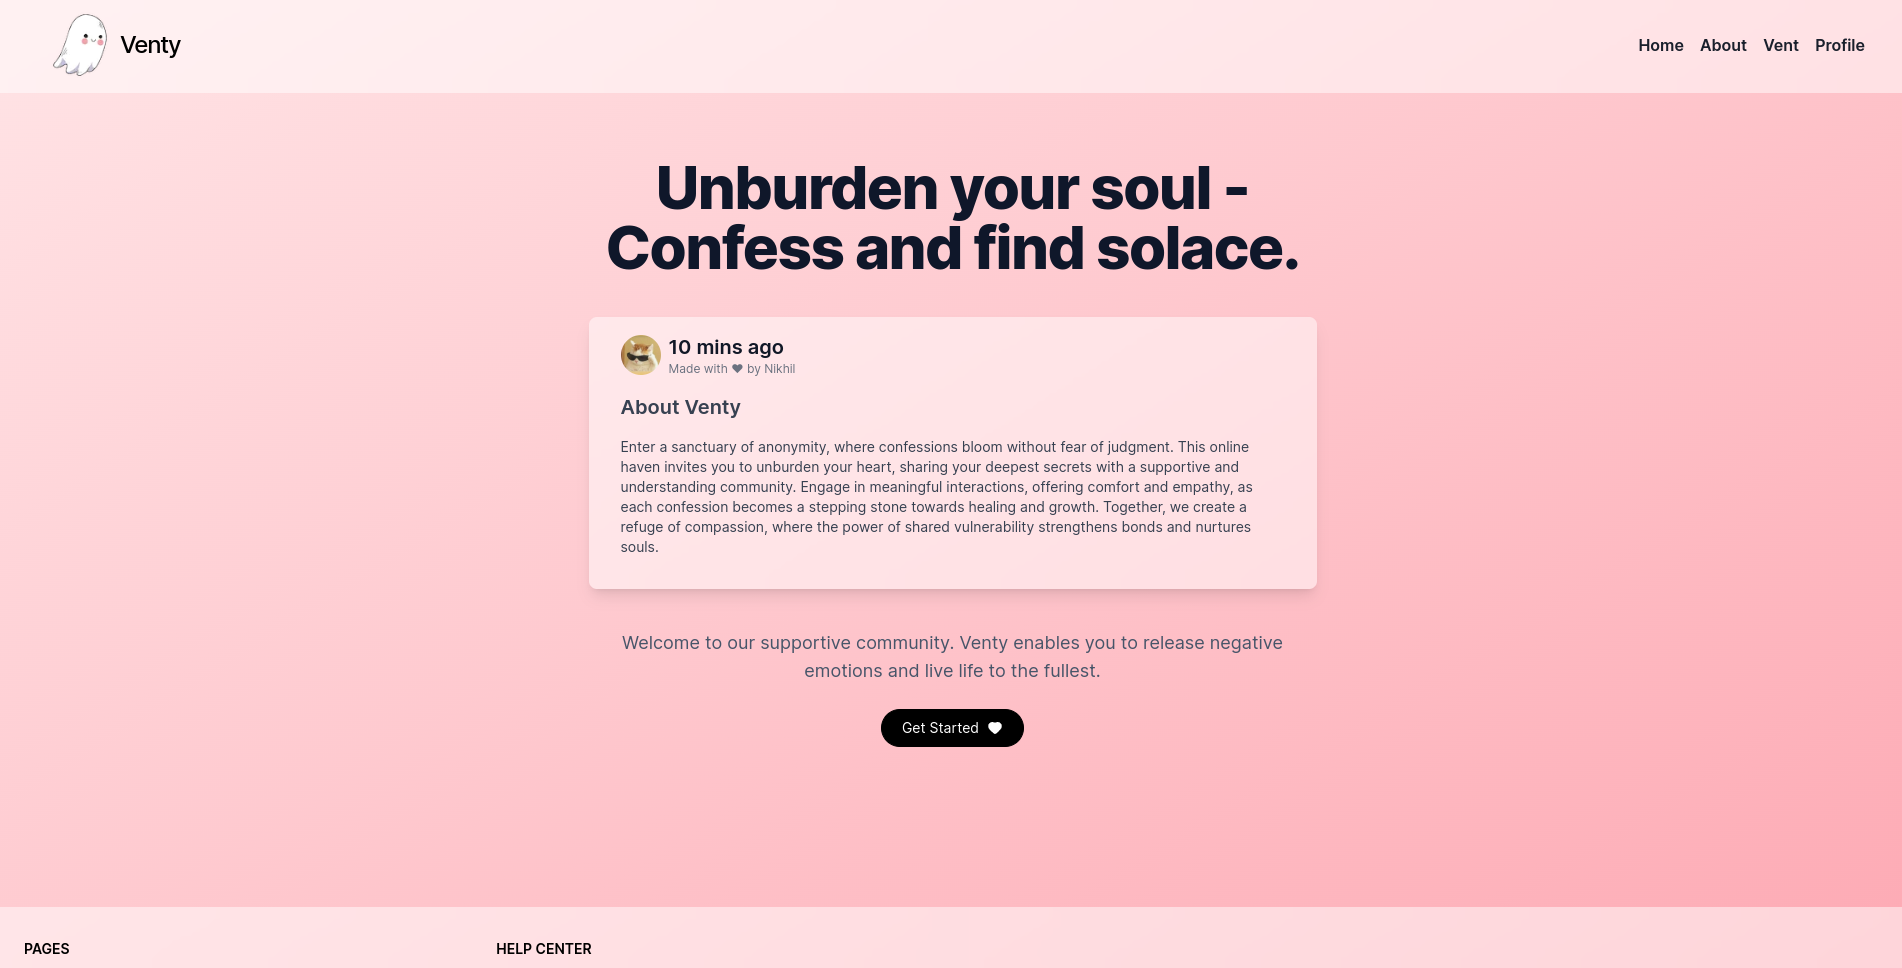 Venty
Home About Vent Profile
Unburden your soul -
Confess and find solace.
10 mins ago
Made with ♥ by Nikhil
About Venty
Enter a sanctuary of anonymity, where confessions bloom without fear of judgment. This online
haven invites you to unburden your heart, sharing your deepest secrets with a supportive and
understanding community. Engage in meaningful interactions, offering comfort and empathy, as
each confession becomes a stepping stone towards healing and growth. Together, we create a
refuge of compassion, where the power of shared vulnerability strengthens bonds and nurtures
souls.
Welcome to our supportive community. Venty enables you to release negative
emotions and live life to the fullest.
Get Started
PAGES
HELP CENTER